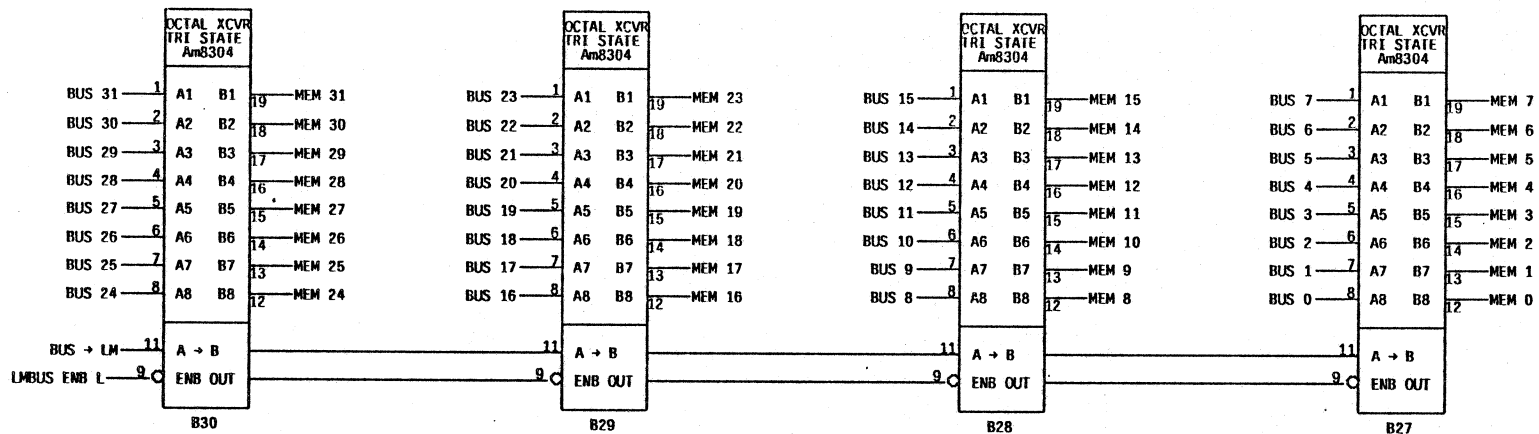 OCTAL XCVR
TRI STATE
Am8304
BUS 31 1 A1 B1 19 MEM 31
BUS 30 2 A2 B2 18 MEM 30
BUS 29 3 A3 B3 17 MEM 29
BUS 28 4 A4 B4 16 MEM 28
BUS 27 5 A5 B5 15 MEM 27
BUS 26 6 A6 B6 14 MEM 26
BUS 25 7 A7 B7 13 MEM 25
BUS 24 8 A8 B8 12 MEM 24
BUS → LM 11 A → B
LMBUS ENB L 9 ENB OUT
B30
OCTAL XCVR
TRI STATE
Am8304
BUS 23 1 A1 B1 19 MEM 23
BUS 22 2 A2 B2 18 MEM 22
BUS 21 3 A3 B3 17 MEM 21
BUS 20 4 A4 B4 16 MEM 20
BUS 19 5 A5 B5 15 MEM 19
BUS 18 6 A6 B6 14 MEM 18
BUS 17 7 A7 B7 13 MEM 17
BUS 16 8 A8 B8 12 MEM 16
11 A → B
9 ENB OUT
B29
OCTAL XCVR
TRI STATE
Am8304
BUS 15 1 A1 B1 19 MEM 15
BUS 14 2 A2 B2 18 MEM 14
BUS 13 3 A3 B3 17 MEM 13
BUS 12 4 A4 B4 16 MEM 12
BUS 11 5 A5 B5 15 MEM 11
BUS 10 6 A6 B6 14 MEM 10
BUS 9 7 A7 B7 13 MEM 9
BUS 8 8 A8 B8 12 MEM 8
11 A → B
9 ENB OUT
B28
OCTAL XCVR
TRI STATE
Am8304
BUS 7 1 A1 B1 19 MEM 7
BUS 6 2 A2 B2 18 MEM 6
BUS 5 3 A3 B3 17 MEM 5
BUS 4 4 A4 B4 16 MEM 4
BUS 3 5 A5 B5 15 MEM 3
BUS 2 6 A6 B6 14 MEM 2
BUS 1 7 A7 B7 13 MEM 1
BUS 0 8 A8 B8 12 MEM 0
11 A → B
9 ENB OUT
B27